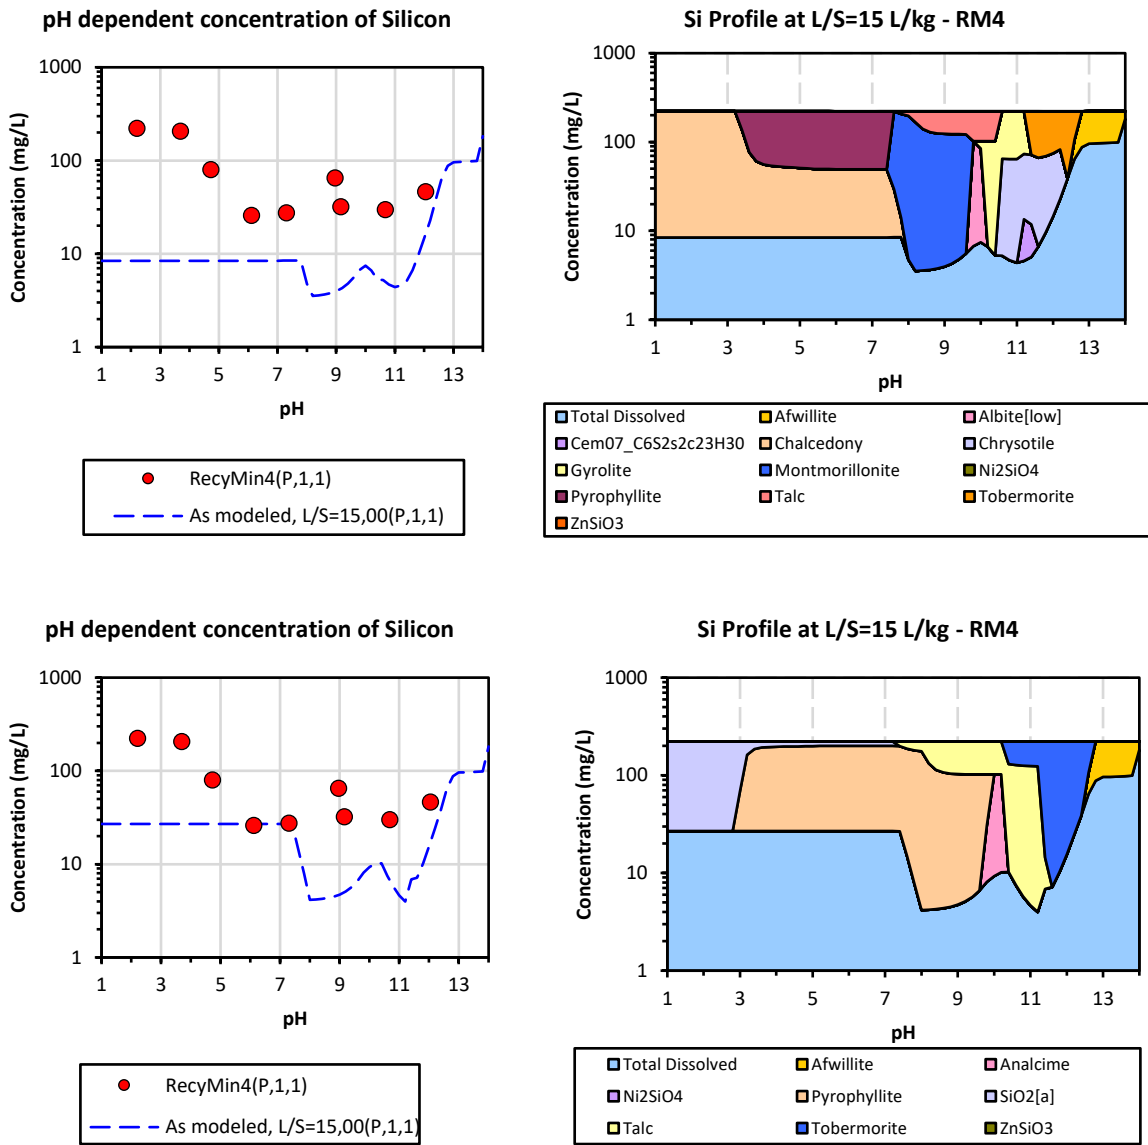 pH dependent concentration of Silicon
Concentration (mg/L)
1000
100
10
1
1 3 5 7 9 11 13
pH
RecyMin4(P,1,1)
As modeled, L/S=15,00(P,1,1)
Si Profile at L/S=15 L/kg - RM4
Concentration (mg/L)
1000
100
10
1
1 3 5 7 9 11 13
pH
Total Dissolved Afwillite Albite[low]
Cem07_C6S2s2c23H30 Chalcedony Chrysotile
Gyrolite Montmorillonite Ni2SiO4
Pyrophyllite Talc Tobermorite
ZnSiO3
pH dependent concentration of Silicon
Concentration (mg/L)
1000
100
10
1
1 3 5 7 9 11 13
pH
RecyMin4(P,1,1)
As modeled, L/S=15,00(P,1,1)
Si Profile at L/S=15 L/kg - RM4
Concentration (mg/L)
1000
100
10
1
1 3 5 7 9 11 13
pH
Total Dissolved Afwillite Analcime
Ni2SiO4 Pyrophyllite SiO2[a]
Talc Tobermorite ZnSiO3